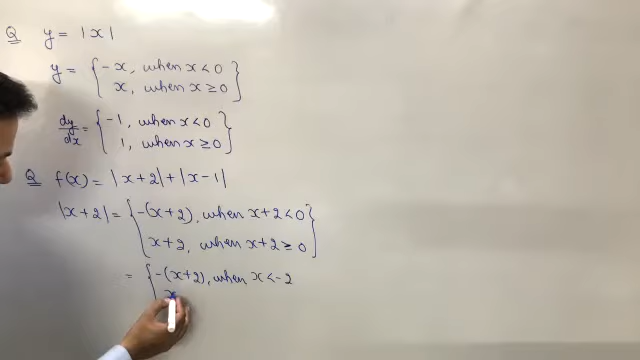 Q y = |x|
y = { -x, when x < 0
x, when x ≥ 0 }
dy/dx = { -1, when x < 0
1, when x ≥ 0 }
Q f(x) = |x+2| + |x-1|
|x+2| = { -(x+2), when x+2 < 0
x+2, when x+2 ≥ 0 }
= { -(x+2), when x < -2
x